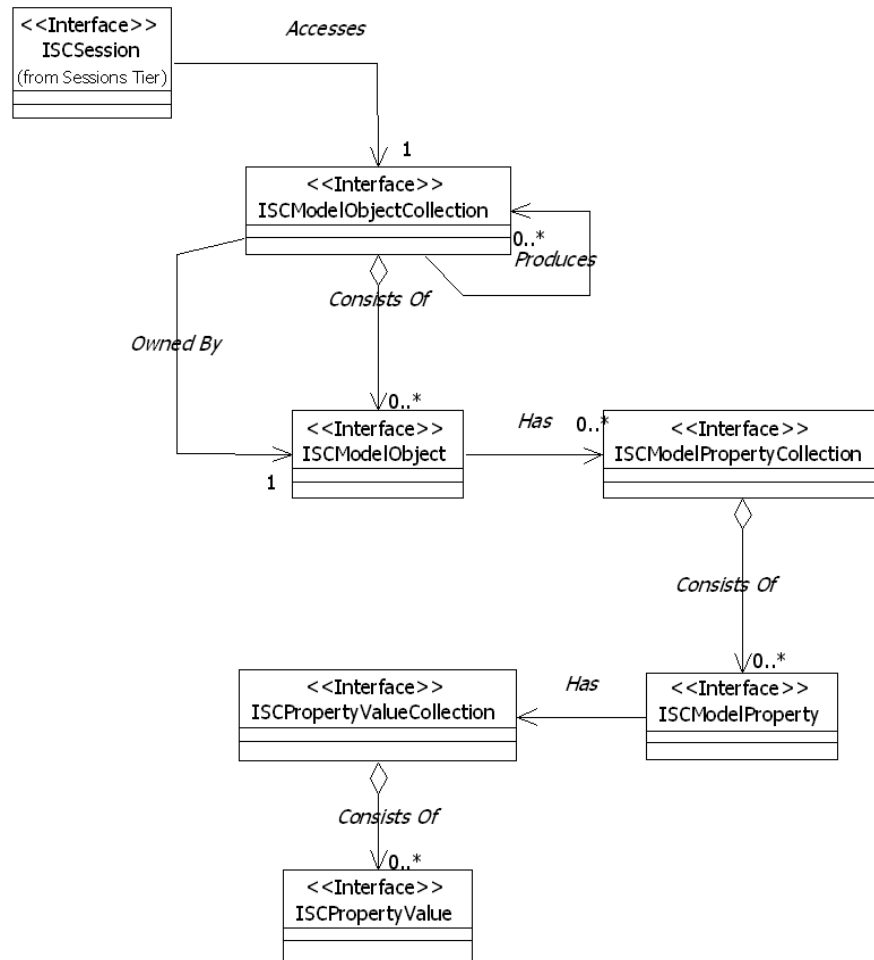 <<Interface>>
ISCSession
(from Sessions Tier)
Accesses
1
<<Interface>>
ISCModelObjectCollection
0..*
Produces
Consists Of
Owned By
0..*
<<Interface>>
ISCModelObject
1
Has
0..*
<<Interface>>
ISCModelPropertyCollection
Consists Of
0..*
<<Interface>>
ISCModelProperty
Has
<<Interface>>
ISCPropertyValueCollection
Consists Of
0..*
<<Interface>>
ISCPropertyValue